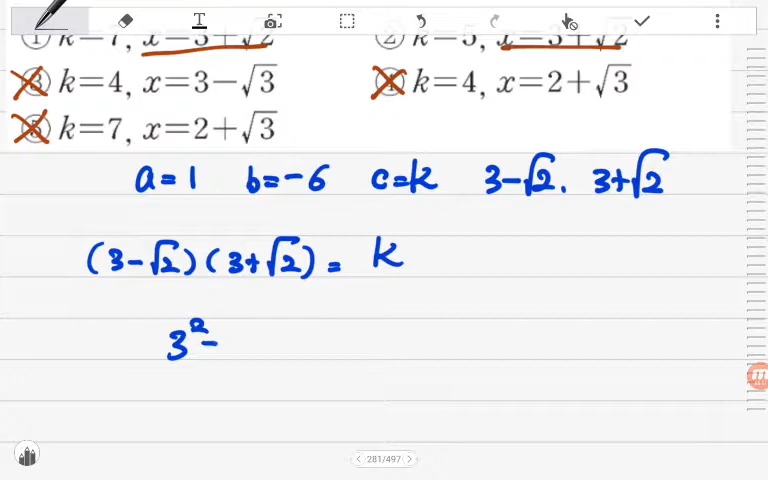 ① k=7, x=3+√2 ② k=5, x=3+√2
③ k=4, x=3−√3 ④ k=4, x=2+√3
⑤ k=7, x=2+√3
a=1 b=-6 c=k 3-√2. 3+√2
(3-√2)(3+√2) = k
3²-
281/497